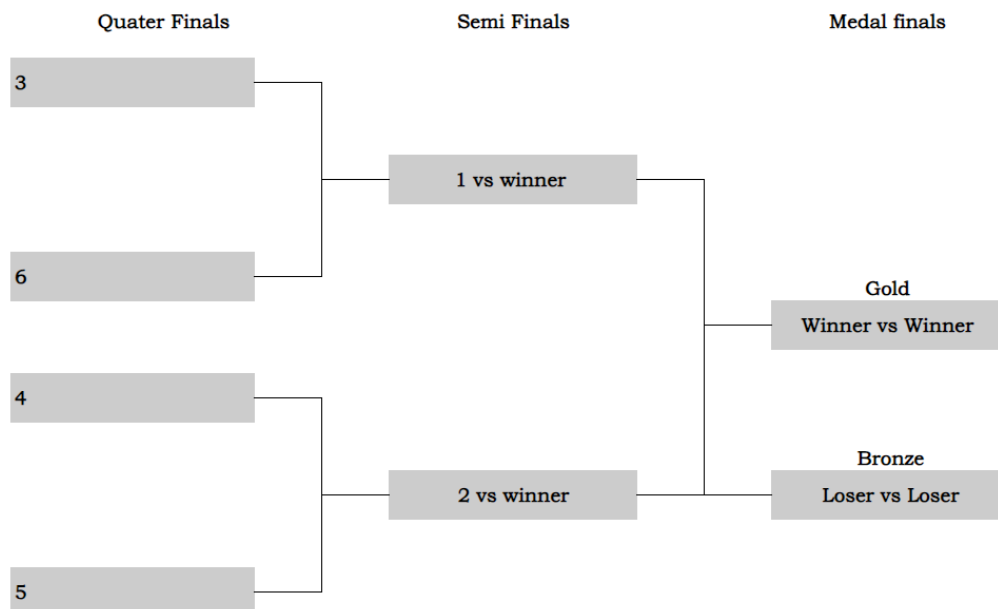 Quater Finals
Semi Finals
Medal finals
3
1 vs winner
6
Gold
Winner vs Winner
4
Bronze
2 vs winner
Loser vs Loser
5